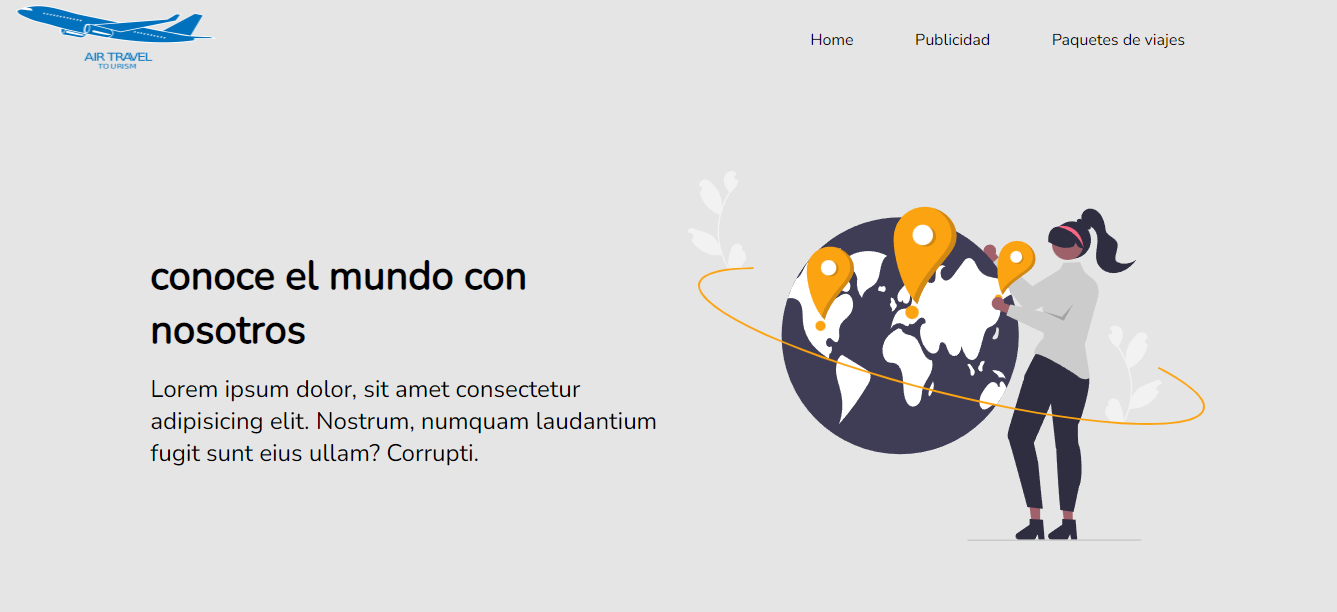 AIR TRAVEL
TOURISM
Home Publicidad Paquetes de viajes
conoce el mundo con
nosotros
Lorem ipsum dolor, sit amet consectetur
adipisicing elit. Nostrum, numquam laudantium
fugit sunt eius ullam? Corrupti.